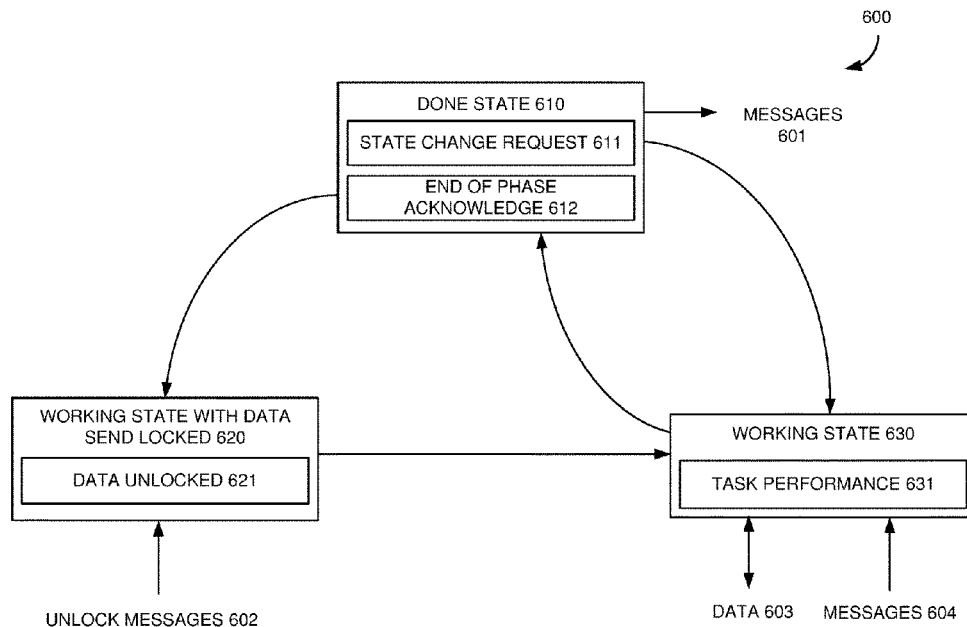 600
DONE STATE 610
MESSAGES
601
STATE CHANGE REQUEST 611
END OF PHASE
ACKNOWLEDGE 612
WORKING STATE WITH DATA
SEND LOCKED 620
DATA UNLOCKED 621
WORKING STATE 630
TASK PERFORMANCE 631
UNLOCK MESSAGES 602
DATA 603
MESSAGES 604